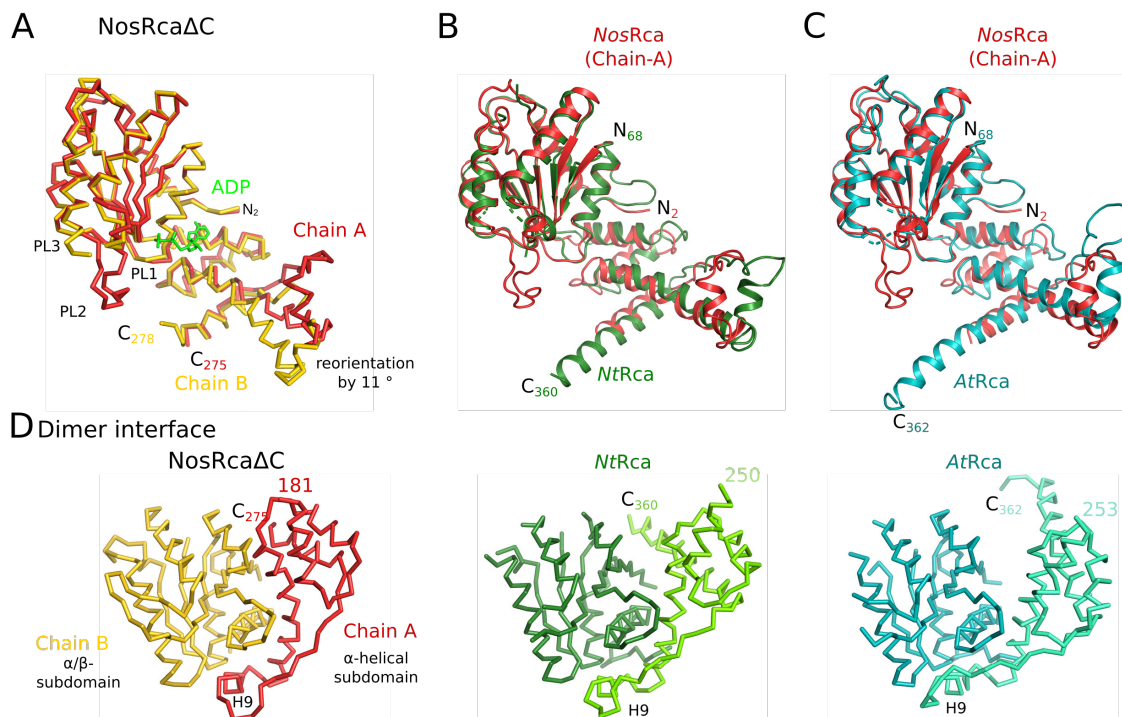 A
NosRcaΔC
ADP
N2
Chain A
PL3
PL1
PL2
C278
C275
Chain B
reorientation
by 11 °
B
NosRca
(Chain-A)
N68
N2
C360
NtRca
C
NosRca
(Chain-A)
N68
N2
AtRca
C362
D Dimer interface
NosRcaΔC
181
C275
Chain B
α/β-
subdomain
Chain A
α-helical
subdomain
H9
NtRca
250
C360
H9
AtRca
C362
253
H9